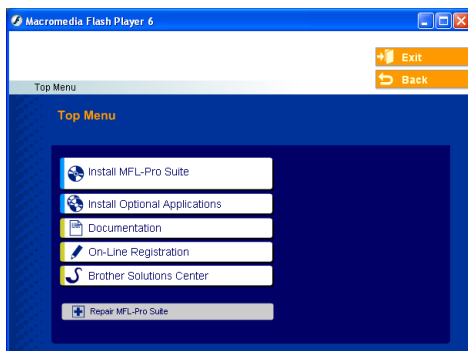 Macromedia Flash Player 6
Exit
Back
Top Menu
Top Menu
Install MFL-Pro Suite
Install Optional Applications
Documentation
On-Line Registration
Brother Solutions Center
Repair MFL-Pro Suite